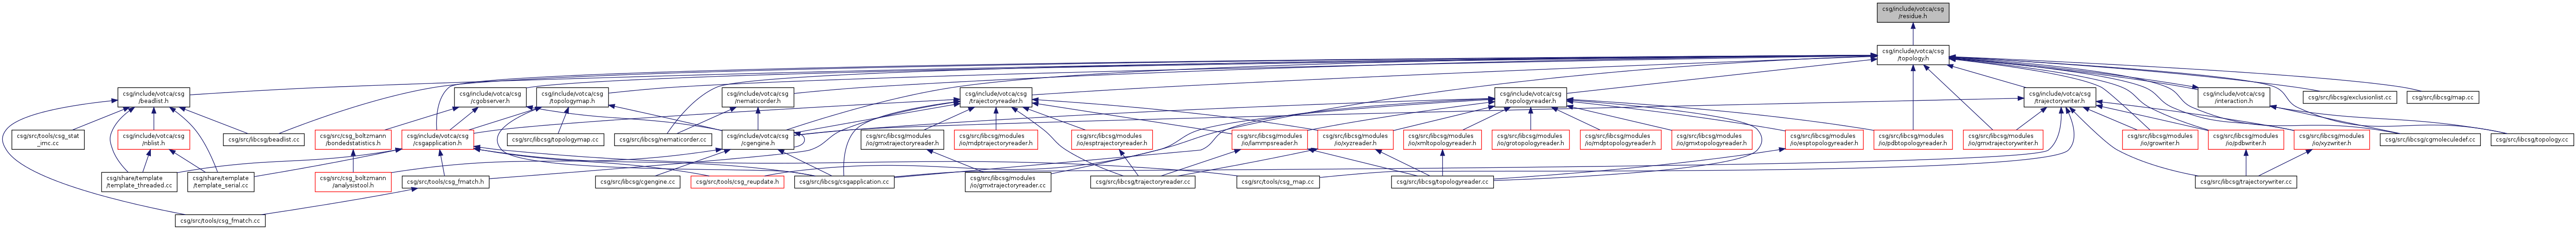 csg/include/votca/csg
/residue.h
csg/include/votca/csg
/topology.h
csg/include/votca/csg
/beadlist.h
csg/include/votca/csg
/cgobserver.h
csg/include/votca/csg
/topologymap.h
csg/include/votca/csg
/nematicorder.h
csg/include/votca/csg
/trajectoryreader.h
csg/include/votca/csg
/topologyreader.h
csg/include/votca/csg
/trajectorywriter.h
csg/include/votca/csg
/interaction.h
csg/src/libcsg/exclusionlist.cc
csg/src/libcsg/map.cc
csg/src/tools/csg_stat
_imc.cc
csg/include/votca/csg
/nblist.h
csg/src/libcsg/beadlist.cc
csg/src/csg_boltzmann
/bondedstatistics.h
csg/include/votca/csg
/csgapplication.h
csg/src/libcsg/topologymap.cc
csg/src/libcsg/nematicorder.cc
csg/include/votca/csg
/cgengine.h
csg/src/libcsg/modules
/io/gmxtrajectoryreader.h
csg/src/libcsg/modules
/io/mdptrajectoryreader.h
csg/src/libcsg/modules
/io/esptrajectoryreader.h
csg/src/libcsg/modules
/io/lammpsreader.h
csg/src/libcsg/modules
/io/xyzreader.h
csg/src/libcsg/modules
/io/xmltopologyreader.h
csg/src/libcsg/modules
/io/grotopologyreader.h
csg/src/libcsg/modules
/io/mdptopologyreader.h
csg/src/libcsg/modules
/io/gmxtopologyreader.h
csg/src/libcsg/modules
/io/esptopologyreader.h
csg/src/libcsg/modules
/io/pdbtopologyreader.h
csg/src/libcsg/modules
/io/gmxtrajectorywriter.h
csg/src/libcsg/modules
/io/growriter.h
csg/src/libcsg/modules
/io/pdbwriter.h
csg/src/libcsg/modules
/io/xyzwriter.h
csg/src/libcsg/cgmoleculedef.cc
csg/src/libcsg/topology.cc
csg/share/template
/template_threaded.cc
csg/share/template
/template_serial.cc
csg/src/csg_boltzmann
/analysistool.h
csg/src/tools/csg_fmatch.h
csg/src/libcsg/cgengine.cc
csg/src/tools/csg_reupdate.h
csg/src/libcsg/csgapplication.cc
csg/src/libcsg/modules
/io/gmxtrajectoryreader.cc
csg/src/libcsg/trajectoryreader.cc
csg/src/tools/csg_map.cc
csg/src/libcsg/topologyreader.cc
csg/src/libcsg/trajectorywriter.cc
csg/src/tools/csg_fmatch.cc